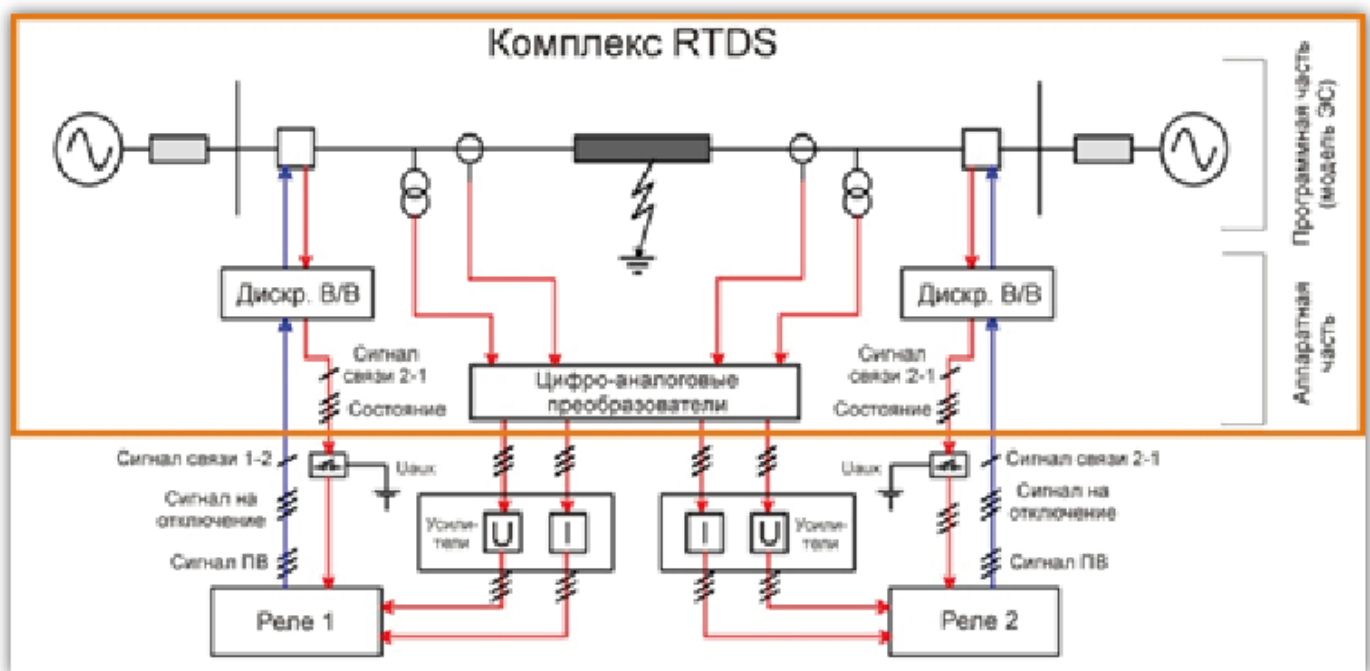 Комплекс RTDS
Программная часть
(модель ЭС)
Дискр. В/В
Дискр. В/В
Аппаратная
часть
Сигнал
связи 2-1
Состояние
Цифро-аналоговые
преобразователи
Сигнал
связи 2-1
Состояние
Сигнал связи 1-2
Uaux
Uaux
Сигнал связи 2-1
Сигнал на
отключение
Усили-
тели
U
I
I
U
Усили-
тели
Сигнал на
отключение
Сигнал ПВ
Сигнал ПВ
Реле 1
Реле 2